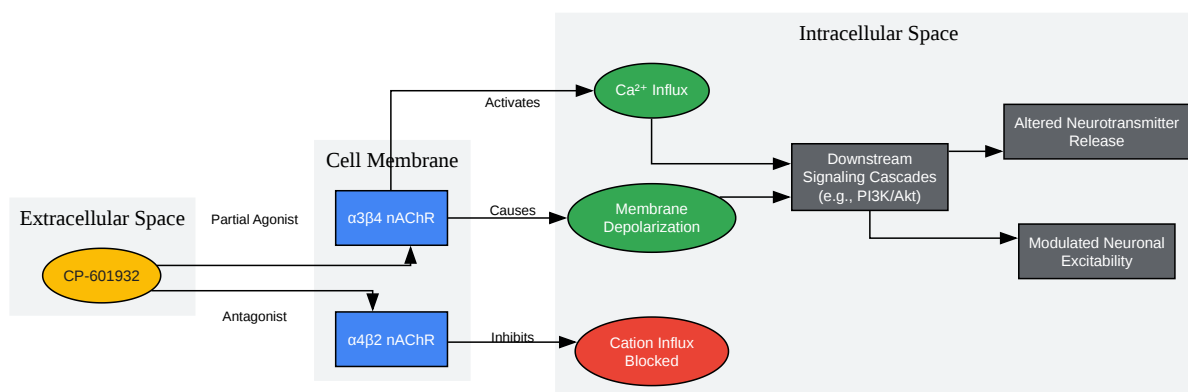 Intracellular Space
Ca²⁺ Influx
Activates
Altered Neurotransmitter
Release
Cell Membrane
Downstream
Signaling Cascades
(e.g., PI3K/Akt)
Extracellular Space
Partial Agonist
α3β4 nAChR
Causes
Membrane
Depolarization
Modulated Neuronal
Excitability
CP-601932
Antagonist
α4β2 nAChR
Inhibits
Cation Influx
Blocked